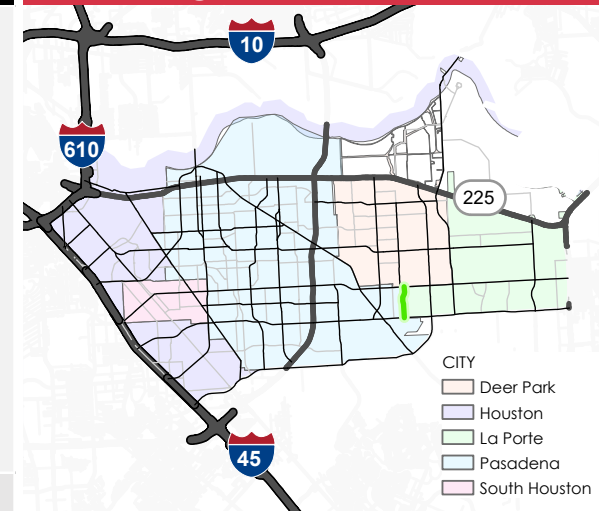 10
610
225
CITY
Deer Park
Houston
La Porte
Pasadena
South Houston
45